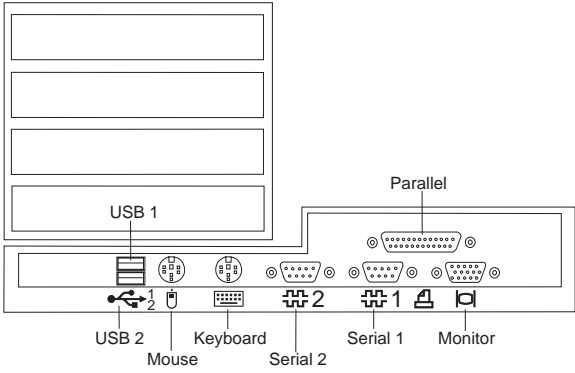 Parallel
USB 1
1
2
2
1
USB 2
Mouse
Keyboard
Serial 2
Serial 1
Monitor